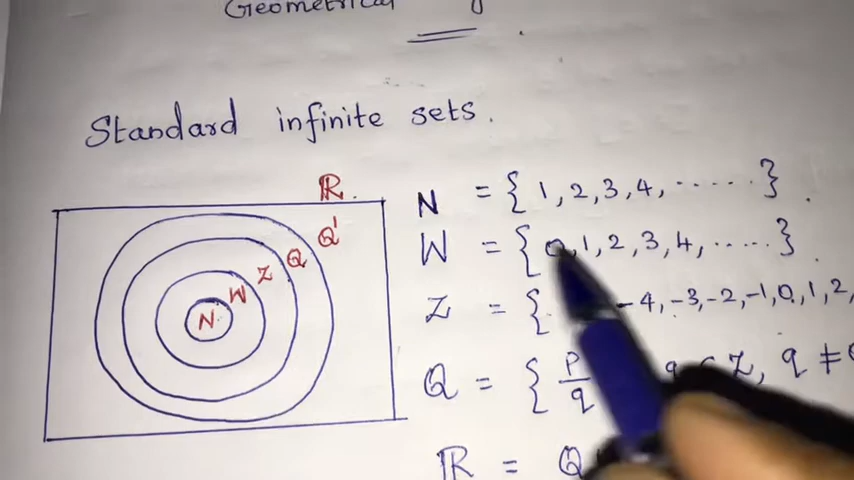 Geometrical
Standard infinite sets.
ℝ.
Q'
Q
Z
W
N
N = { 1, 2, 3, 4, ...... } .
W = { 0, 1, 2, 3, 4, ..... } .
Z = { -4, -3, -2, -1, 0, 1, 2,
Q = { p/q Z, q ≠
ℝ = Q